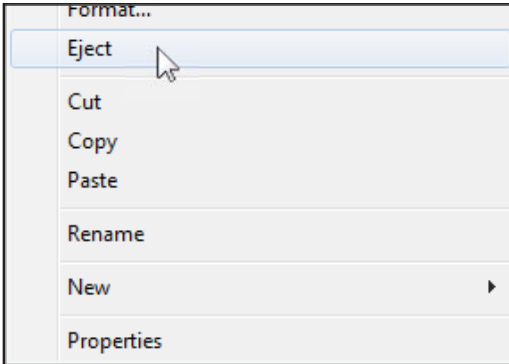 Format...
Eject
Cut
Copy
Paste
Rename
New
Properties